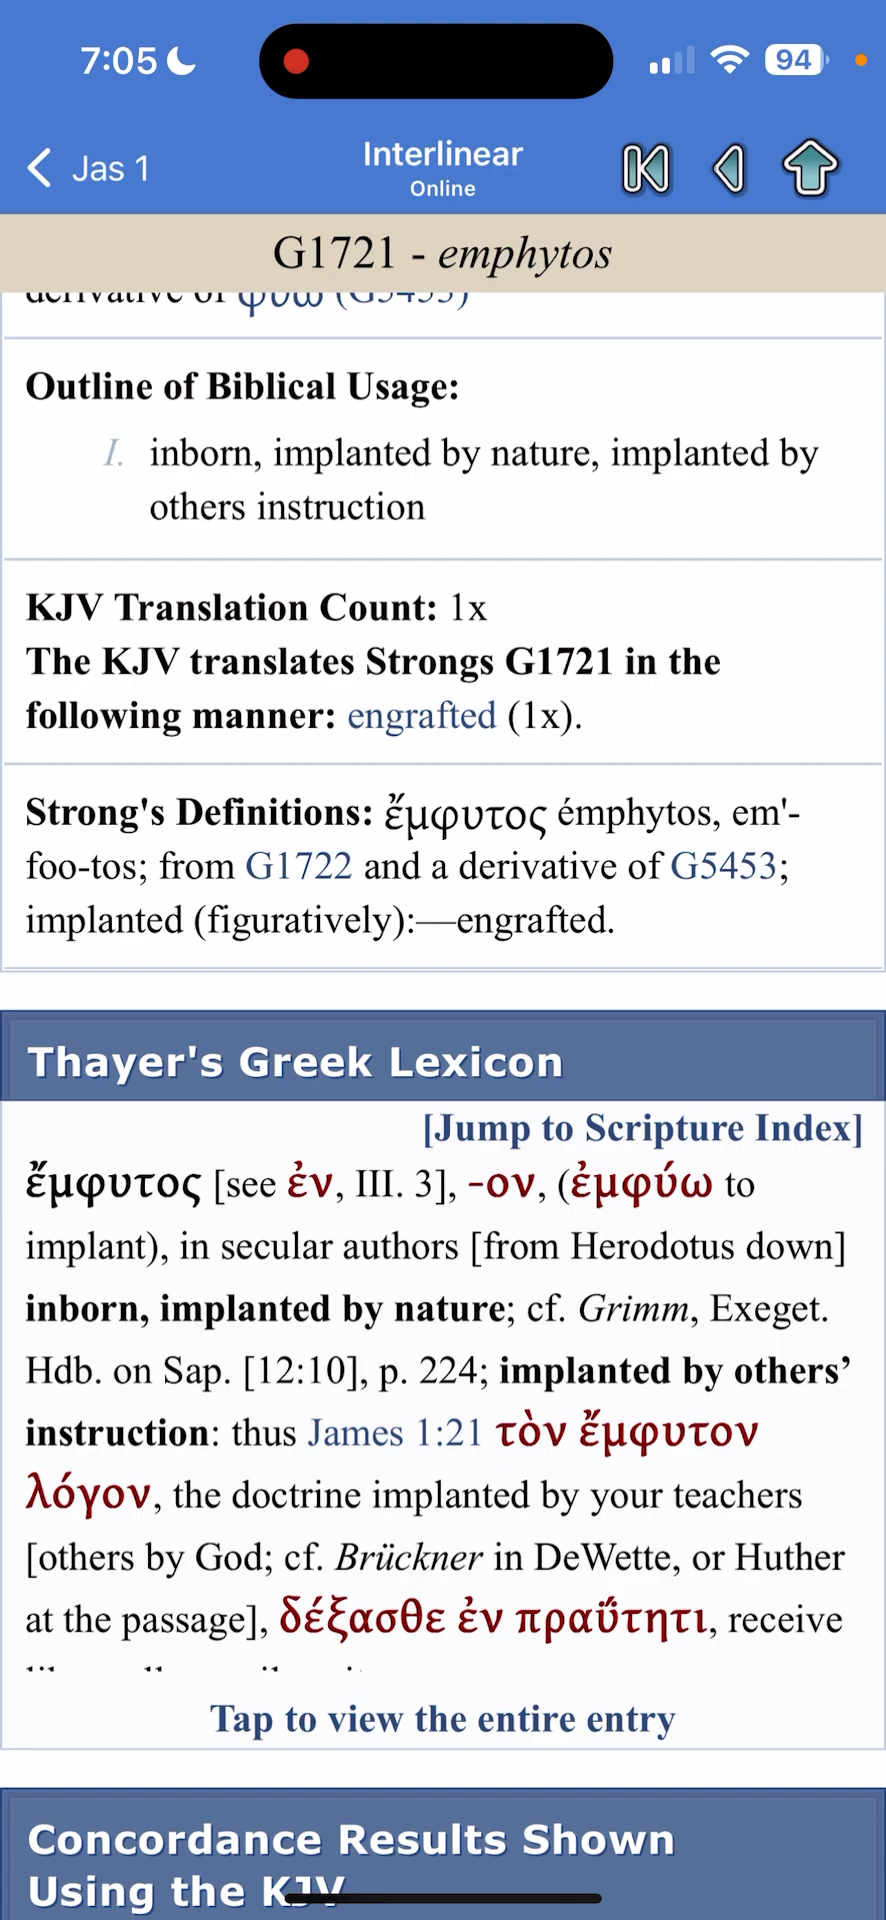 7:05
94
Jas 1
Interlinear
Online
G1721 - emphytos
derivative of φύω (G5453)
Outline of Biblical Usage:
I. inborn, implanted by nature, implanted by
others instruction
KJV Translation Count: 1x
The KJV translates Strongs G1721 in the
following manner: engrafted (1x).
Strong's Definitions: ἔμφυτος émphytos, em'-
foo-tos; from G1722 and a derivative of G5453;
implanted (figuratively):—engrafted.
Thayer's Greek Lexicon
[Jump to Scripture Index]
ἔμφυτος [see ἐν, III. 3], -ον, (ἐμφύω to
implant), in secular authors [from Herodotus down]
inborn, implanted by nature; cf. Grimm, Exeget.
Hdb. on Sap. [12:10], p. 224; implanted by others’
instruction: thus James 1:21 τὸν ἔμφυτον
λόγον, the doctrine implanted by your teachers
[others by God; cf. Brückner in DeWette, or Huther
at the passage], δέξασθε ἐν πραΰτητι, receive
Tap to view the entire entry
Concordance Results Shown
Using the KJV